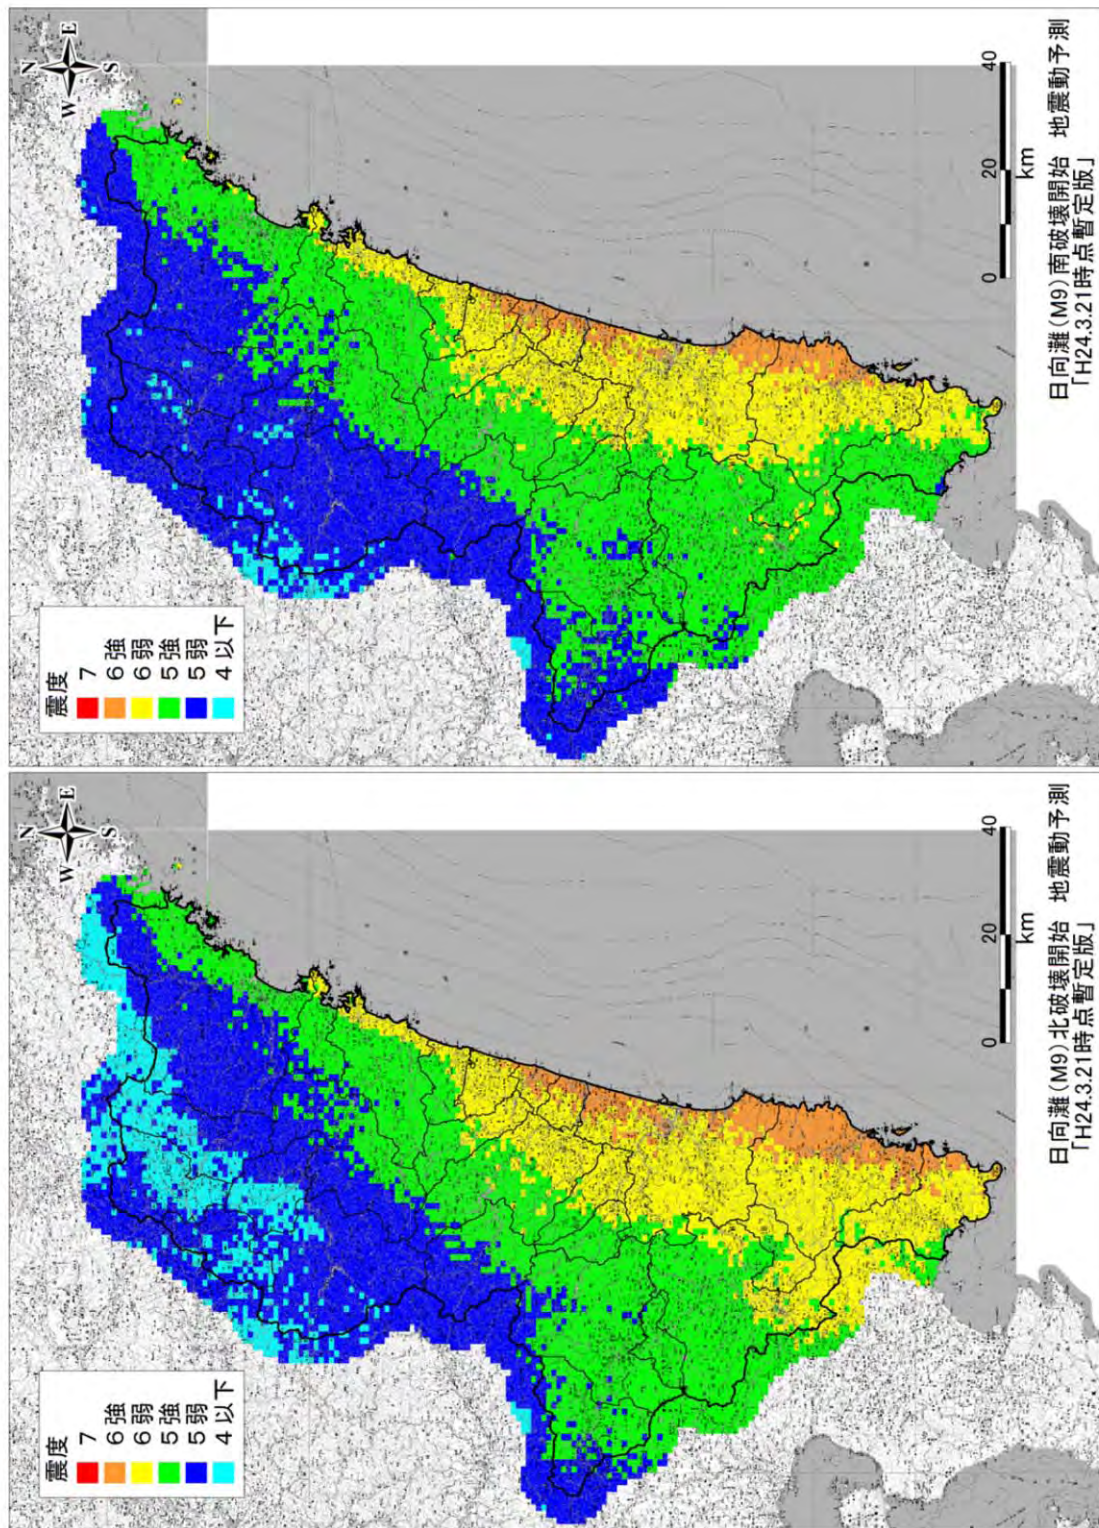 N
W
E
S
震度
7
6強
6弱
5強
5弱
4以下
0
20
40
km
日向灘(M9)北破壊開始 地震動予測
「H24.3.21時点暫定版」
N
W
E
S
震度
7
6強
6弱
5強
5弱
4以下
0
20
40
km
日向灘(M9)南破壊開始 地震動予測
「H24.3.21時点暫定版」